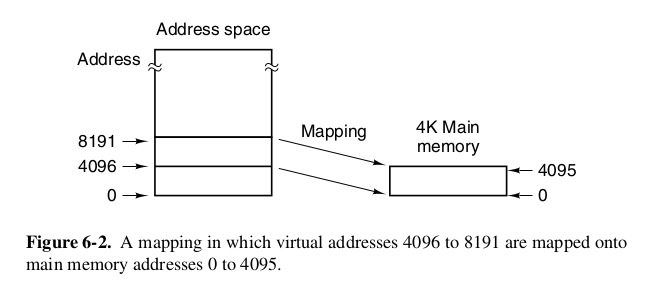 Address space
Address
Mapping
4K Main
memory
8191
4096
0
4095
0
Figure 6-2. A mapping in which virtual addresses 4096 to 8191 are mapped onto
main memory addresses 0 to 4095.